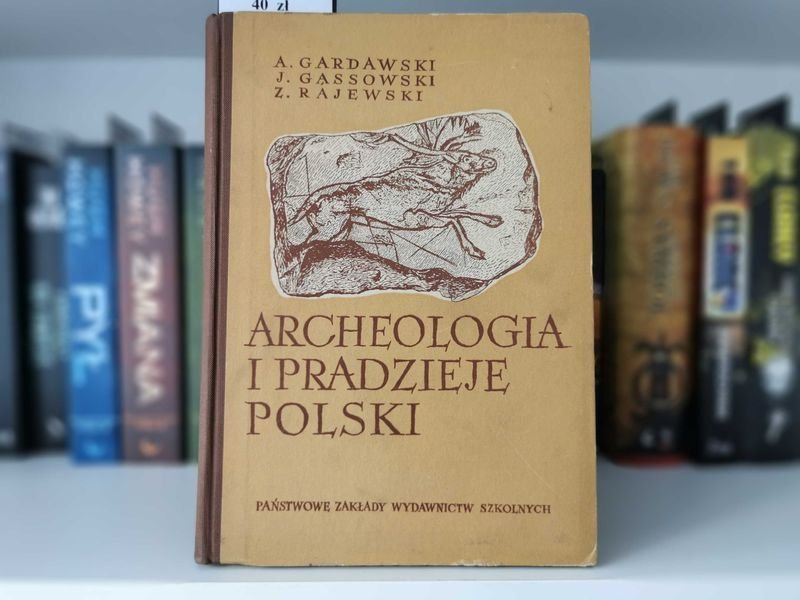 40 zł
A. GARDAWSKI
J. GĄSSOWSKI
Z. RAJEWSKI
ARCHEOLOGIA
I PRADZIEJE
POLSKI
PAŃSTWOWE ZAKŁADY WYDAWNICTW SZKOLNYCH
PYŁ
ZMIANA